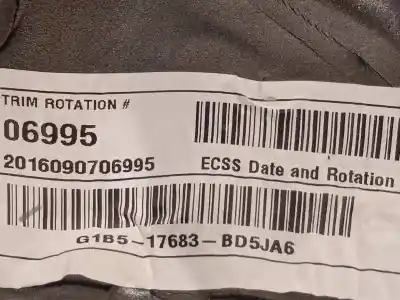 TRIM ROTATION #
06995
2016090706995 ECSS Date and Rotation
G1B5-17683-BD5JA6